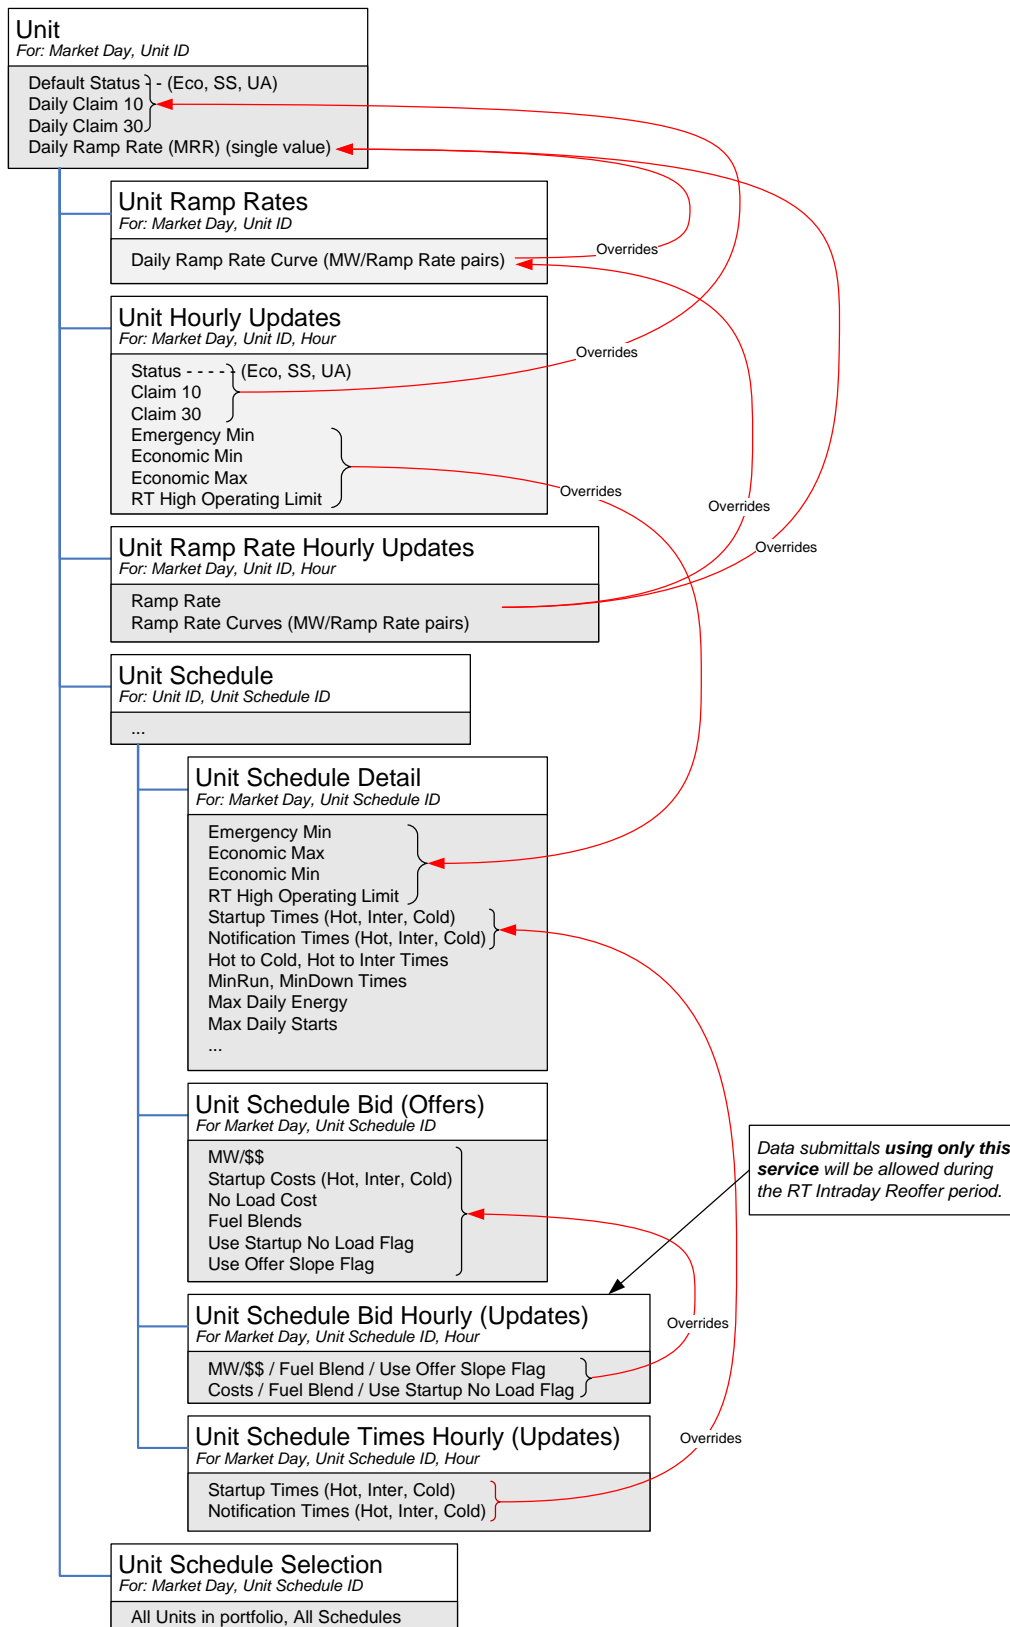 Unit
For: Market Day, Unit ID
Default Status - - (Eco, SS, UA)
Daily Claim 10
Daily Claim 30
Daily Ramp Rate (MRR) (single value)
Unit Ramp Rates
For: Market Day, Unit ID
Daily Ramp Rate Curve (MW/Ramp Rate pairs)
Overrides
Unit Hourly Updates
For: Market Day, Unit ID, Hour
Status - - - - - (Eco, SS, UA)
Claim 10
Claim 30
Emergency Min
Economic Min
Economic Max
RT High Operating Limit
Overrides
Overrides
Overrides
Overrides
Unit Ramp Rate Hourly Updates
For: Market Day, Unit ID, Hour
Ramp Rate
Ramp Rate Curves (MW/Ramp Rate pairs)
Unit Schedule
For: Unit ID, Unit Schedule ID
...
Unit Schedule Detail
For: Market Day, Unit Schedule ID
Emergency Min
Economic Max
Economic Min
RT High Operating Limit
Startup Times (Hot, Inter, Cold)
Notification Times (Hot, Inter, Cold)
Hot to Cold, Hot to Inter Times
MinRun, MinDown Times
Max Daily Energy
Max Daily Starts
...
Unit Schedule Bid (Offers)
For Market Day, Unit Schedule ID
MW/$$
Startup Costs (Hot, Inter, Cold)
No Load Cost
Fuel Blends
Use Startup No Load Flag
Use Offer Slope Flag
Data submittals using only this
service will be allowed during
the RT Intraday Reoffer period.
Unit Schedule Bid Hourly (Updates)
For Market Day, Unit Schedule ID, Hour
MW/$$ / Fuel Blend / Use Offer Slope Flag
Costs / Fuel Blend / Use Startup No Load Flag
Overrides
Unit Schedule Times Hourly (Updates)
For Market Day, Unit Schedule ID, Hour
Startup Times (Hot, Inter, Cold)
Notification Times (Hot, Inter, Cold)
Overrides
Unit Schedule Selection
For: Market Day, Unit Schedule ID
All Units in portfolio, All Schedules